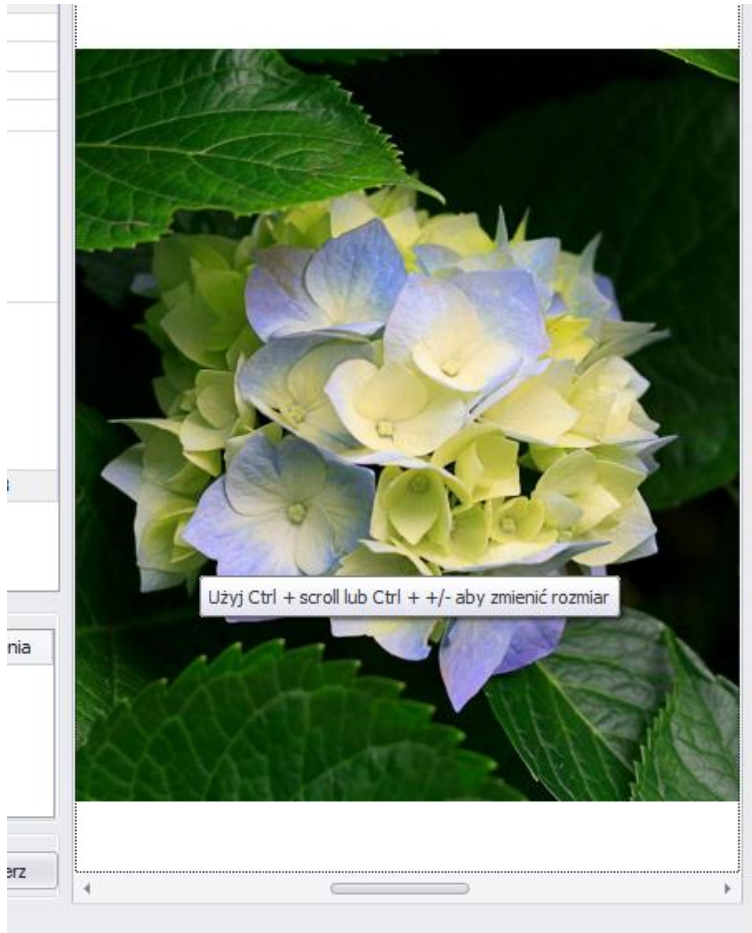 nia
Użyj Ctrl + scroll lub Ctrl + +/- aby zmienić rozmiar
erz